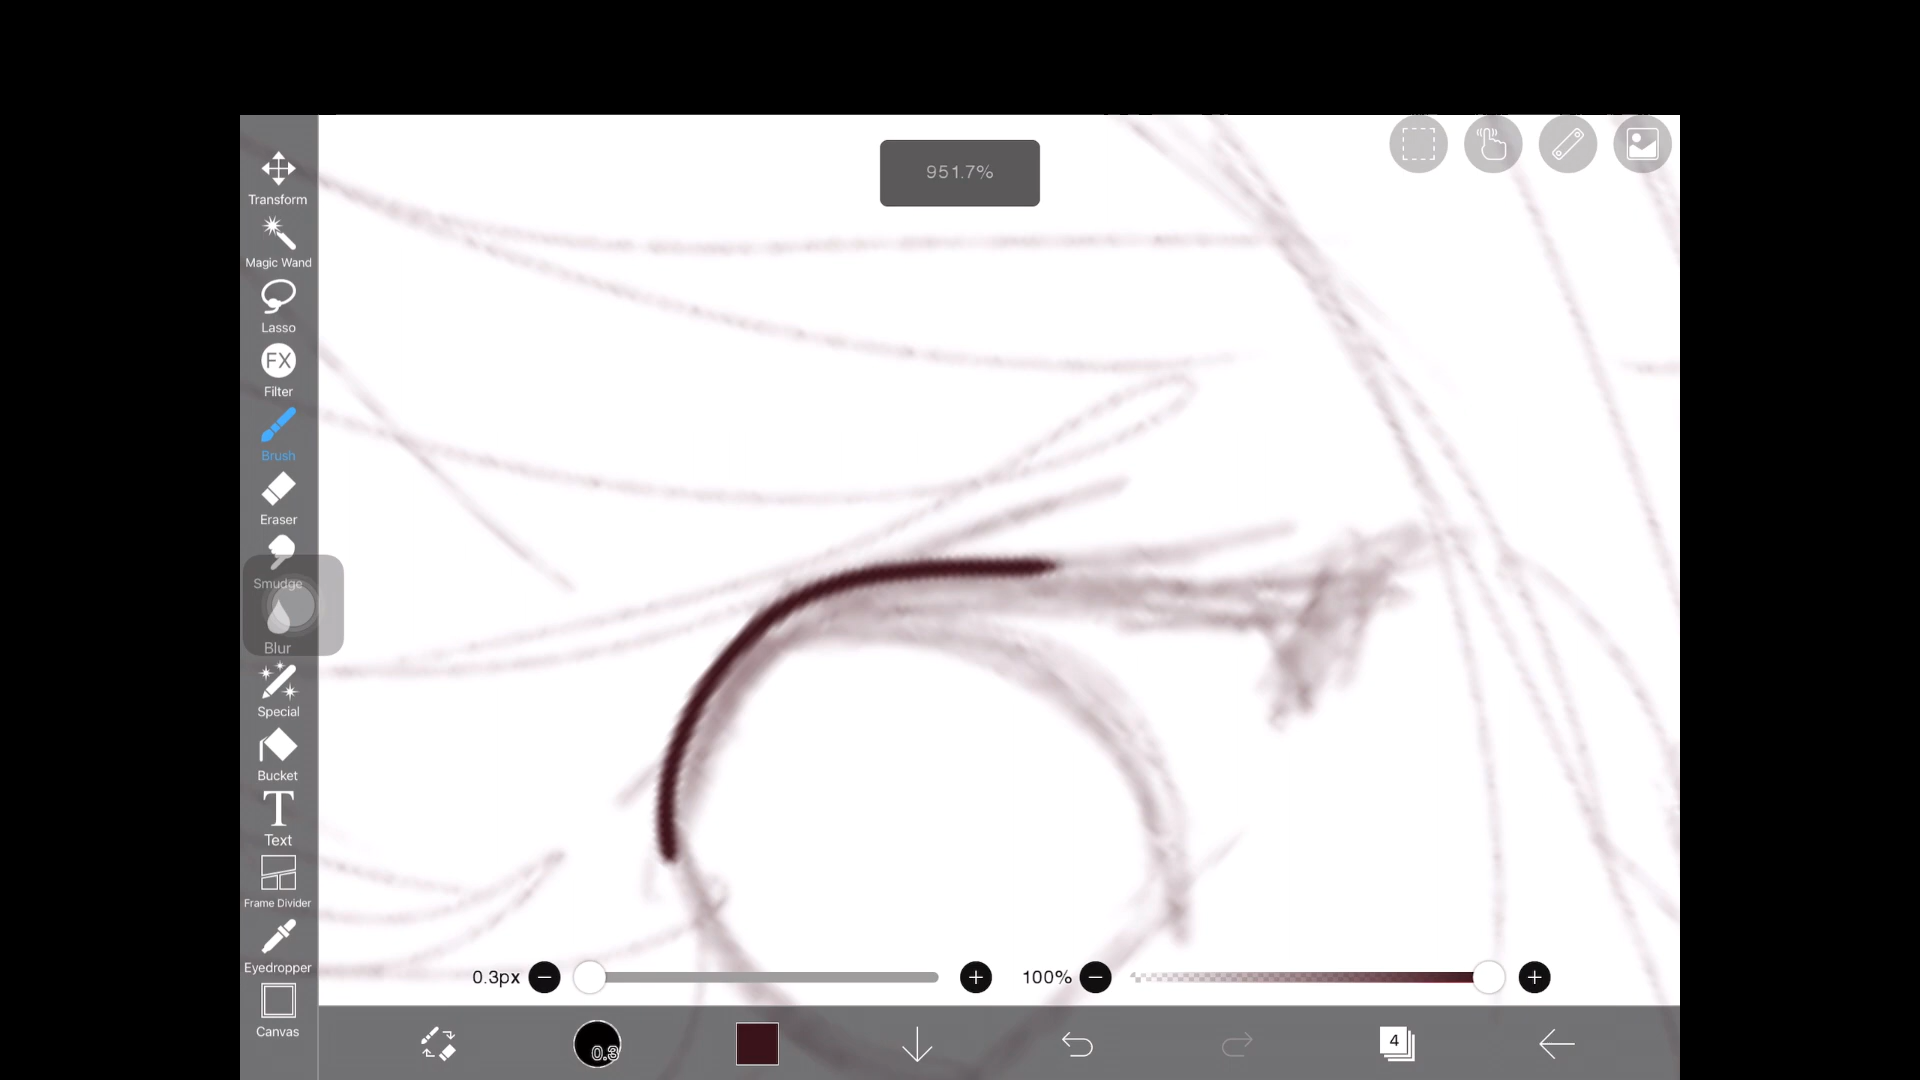 951.7%
Transform
Magic Wand
Lasso
FX
Filter
Brush
Eraser
Smudge
Blur
Special
Bucket
T
Text
Frame Divider
Eyedropper
Canvas
0.3px
100%
0.3
4